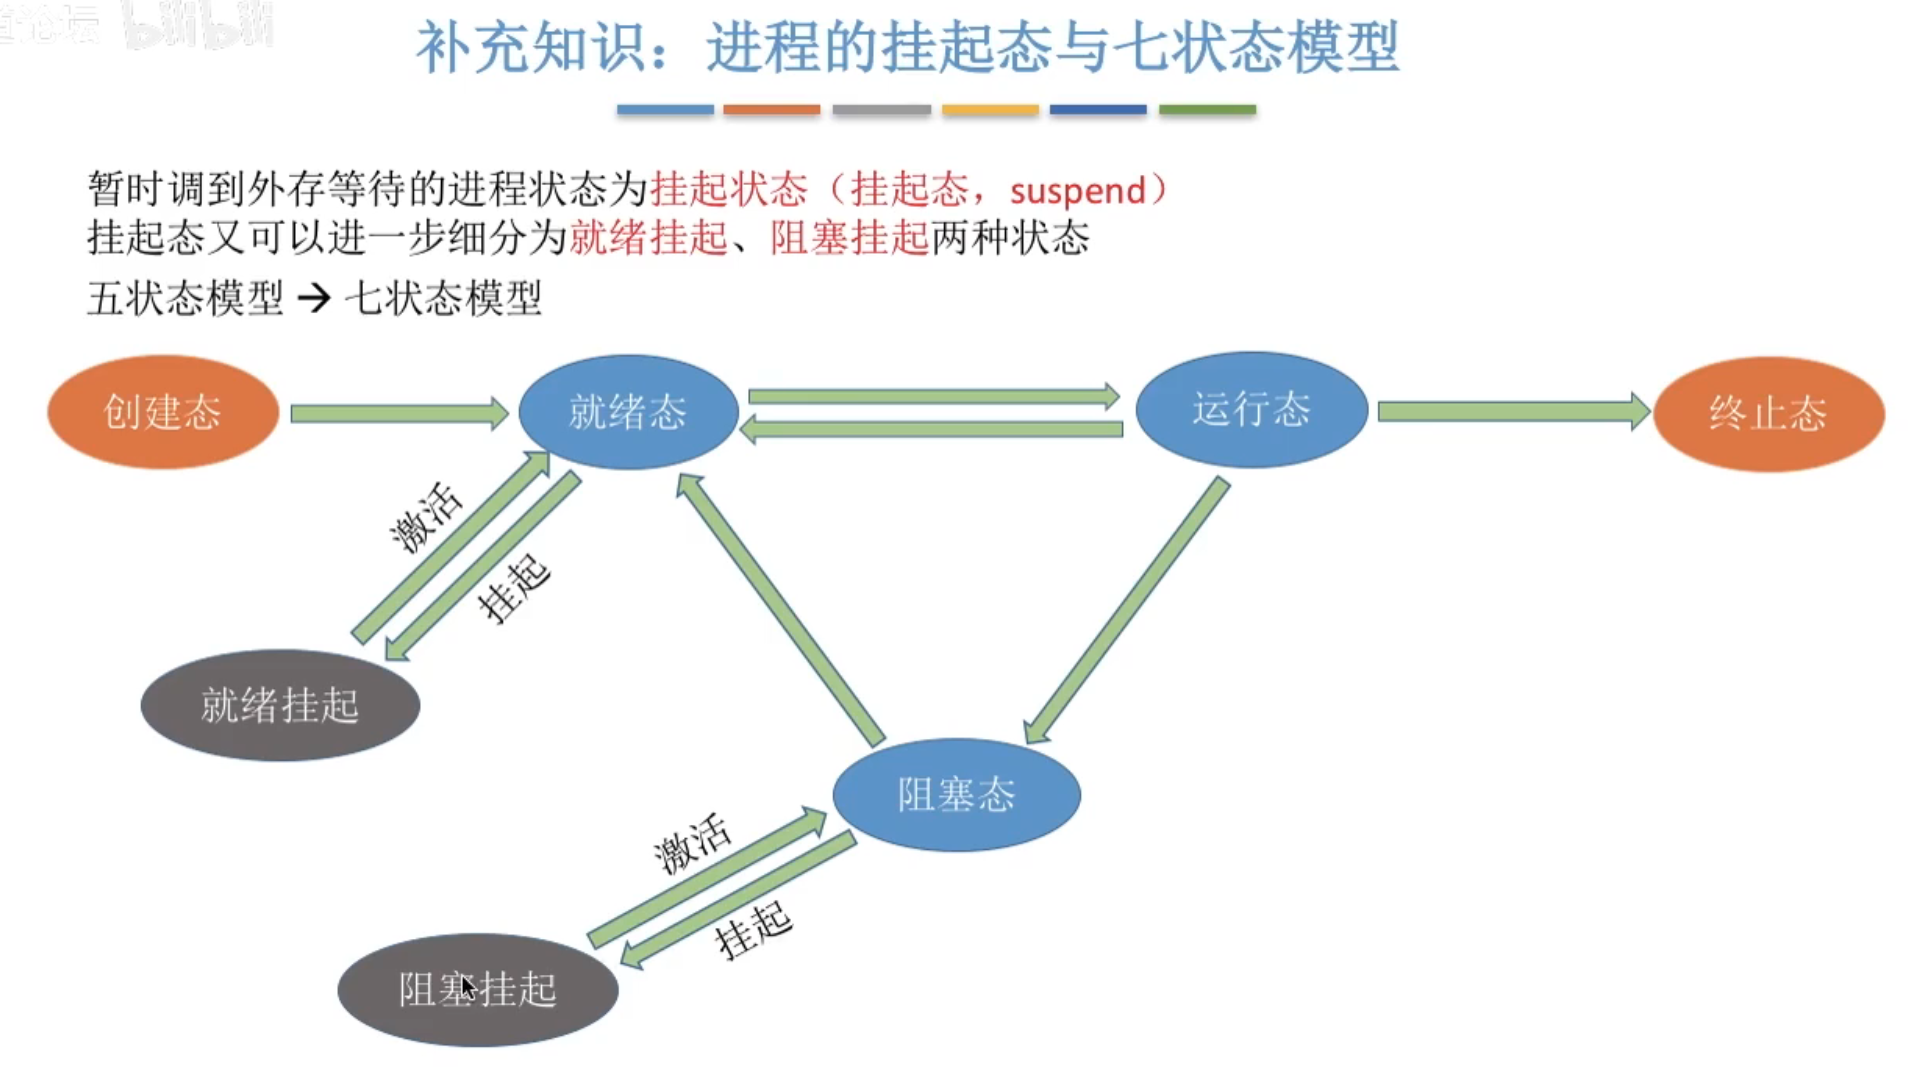 道论坛 bilibili
补充知识：进程的挂起态与七状态模型
暂时调到外存等待的进程状态为挂起状态（挂起态，suspend）
挂起态又可以进一步细分为就绪挂起、阻塞挂起两种状态
五状态模型 → 七状态模型
创建态
就绪态
运行态
终止态
激活
挂起
就绪挂起
阻塞态
激活
挂起
阻塞挂起